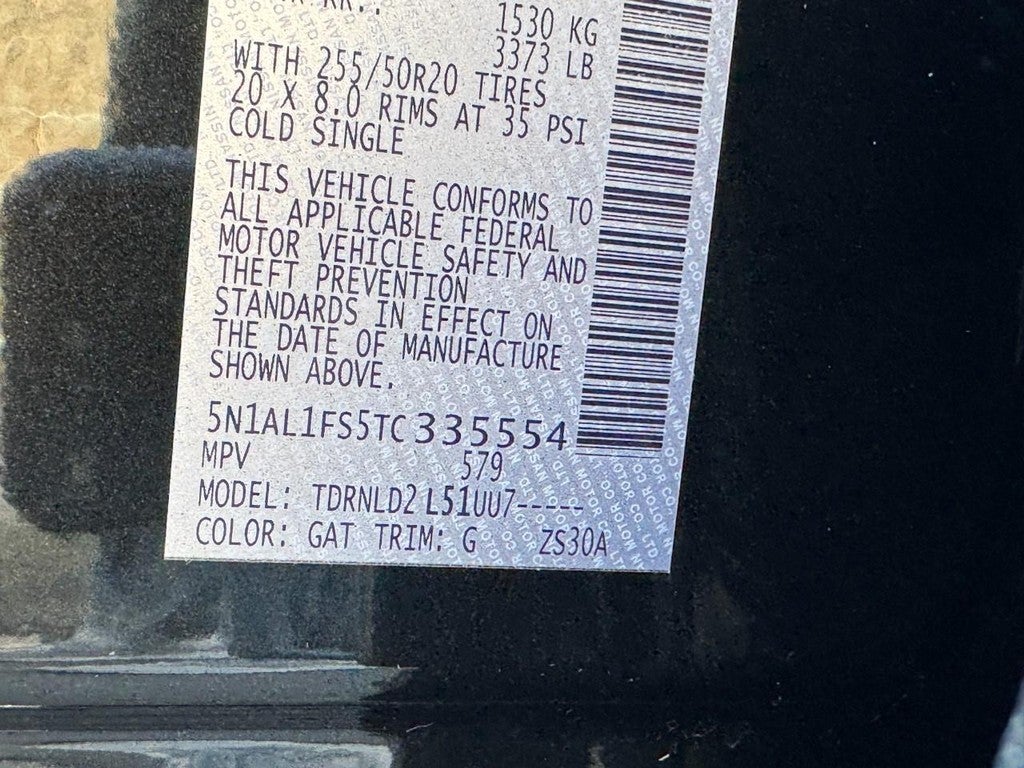 1530 KG
3373 LB
WITH 255/50R20 TIRES
20 X 8.0 RIMS AT 35 PSI
COLD SINGLE
THIS VEHICLE CONFORMS TO
ALL APPLICABLE FEDERAL
MOTOR VEHICLE SAFETY AND
THEFT PREVENTION
STANDARDS IN EFFECT ON
THE DATE OF MANUFACTURE
SHOWN ABOVE.
5N1AL1FS5TC335554
MPV 579
MODEL: TDRNLD2 L51UU7-----
COLOR: GAT TRIM: G ZS30A